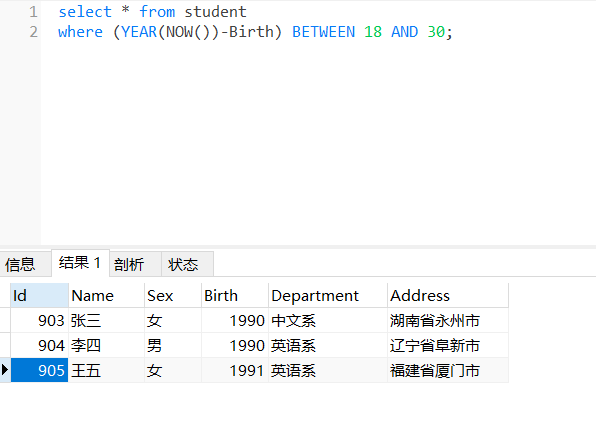 1 select * from student
2 where (YEAR(NOW())-Birth) BETWEEN 18 AND 30;
信息 结果 1 剖析 状态
Id Name Sex Birth Department Address
903 张三 女 1990 中文系 湖南省永州市
904 李四 男 1990 英语系 辽宁省阜新市
905 王五 女 1991 英语系 福建省厦门市